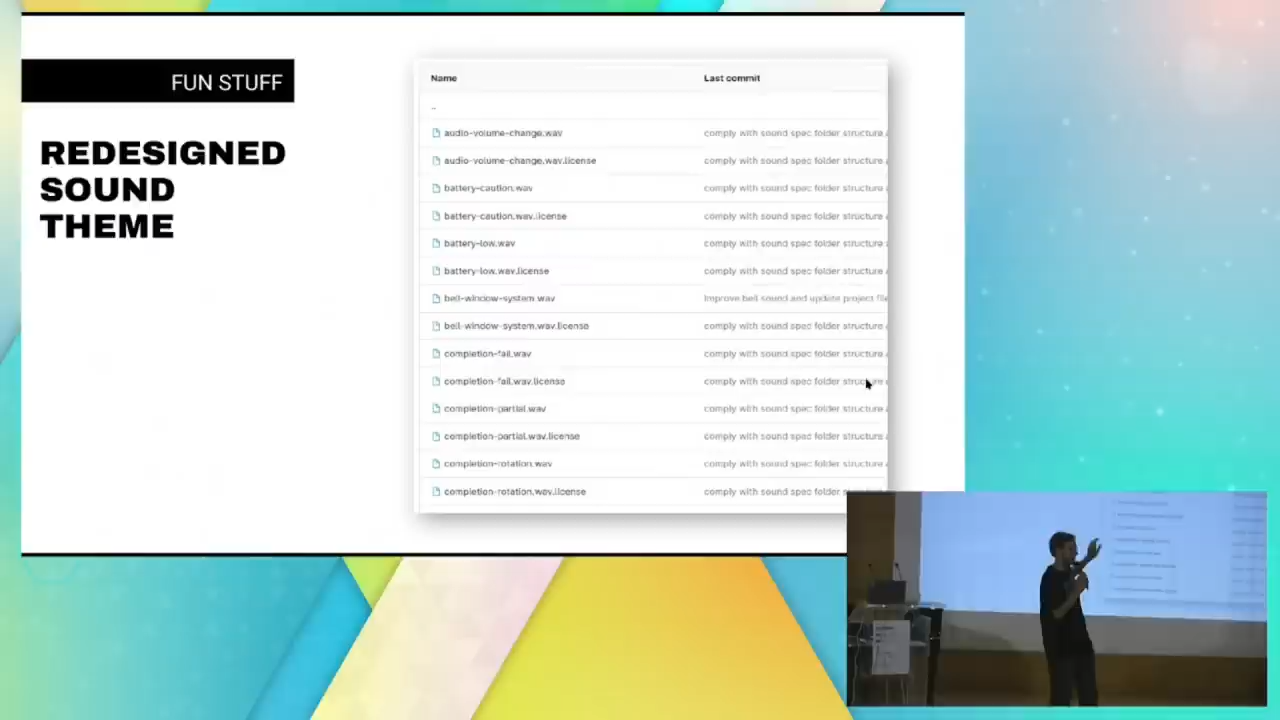 FUN STUFF
REDESIGNED
SOUND
THEME
Name Last commit
..
audio-volume-change.wav comply with sound spec folder structure
audio-volume-change.wav.license comply with sound spec folder structure
battery-caution.wav comply with sound spec folder structure
battery-caution.wav.license comply with sound spec folder structure
battery-low.wav comply with sound spec folder structure
battery-low.wav.license comply with sound spec folder structure
bell-window-system.wav Improve bell sound and update project file
bell-window-system.wav.license comply with sound spec folder structure
completion-fail.wav comply with sound spec folder structure
completion-fail.wav.license comply with sound spec folder structure
completion-partial.wav comply with sound spec folder structure
completion-partial.wav.license comply with sound spec folder structure
completion-rotation.wav comply with sound spec folder structure
completion-rotation.wav.license comply with sound spec folder structure